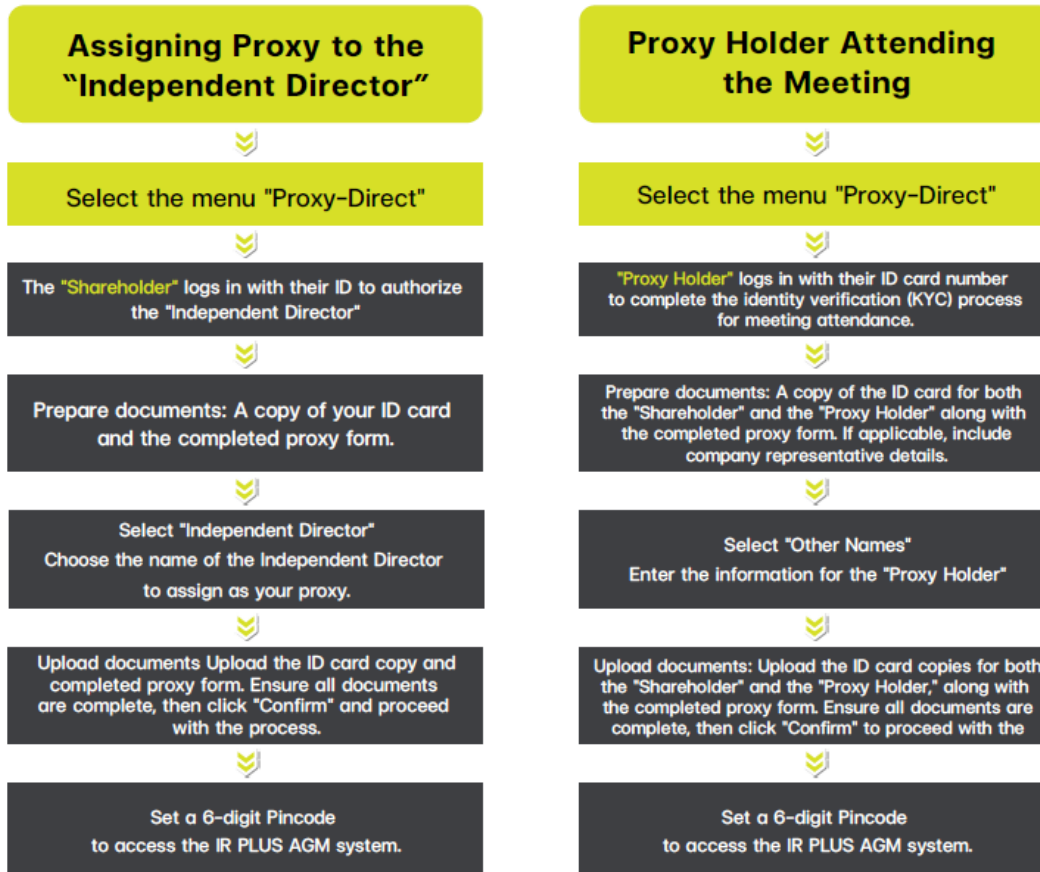 Assigning Proxy to the
“Independent Director”
Select the menu "Proxy-Direct"
The "Shareholder" logs in with their ID to authorize
the "Independent Director"
Prepare documents: A copy of your ID card
and the completed proxy form.
Select "Independent Director"
Choose the name of the Independent Director
to assign as your proxy.
Upload documents Upload the ID card copy and
completed proxy form. Ensure all documents
are complete, then click "Confirm" and proceed
with the process.
Set a 6-digit Pincode
to access the IR PLUS AGM system.
Proxy Holder Attending
the Meeting
Select the menu "Proxy-Direct"
"Proxy Holder" logs in with their ID card number
to complete the identity verification (KYC) process
for meeting attendance.
Prepare documents: A copy of the ID card for both
the "Shareholder" and the "Proxy Holder" along with
the completed proxy form. If applicable, include
company representative details.
Select "Other Names"
Enter the information for the "Proxy Holder"
Upload documents: Upload the ID card copies for both
the "Shareholder" and the "Proxy Holder," along with
the completed proxy form. Ensure all documents are
complete, then click "Confirm" to proceed with the
Set a 6-digit Pincode
to access the IR PLUS AGM system.